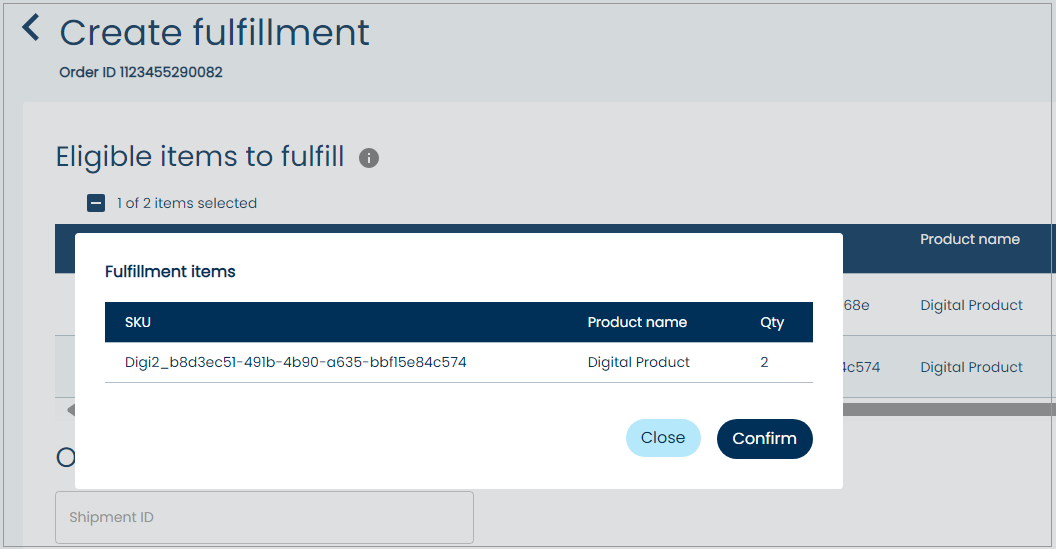 Create fulfillment
Order ID 1123455290082
Eligible items to fulfill
1 of 2 items selected
Product name
68e Digital Product
4c574 Digital Product
Fulfillment items
SKU Product name Qty
Digi2_b8d3ec51-491b-4b90-a635-bbf15e84c574 Digital Product 2
Close Confirm
O
Shipment ID